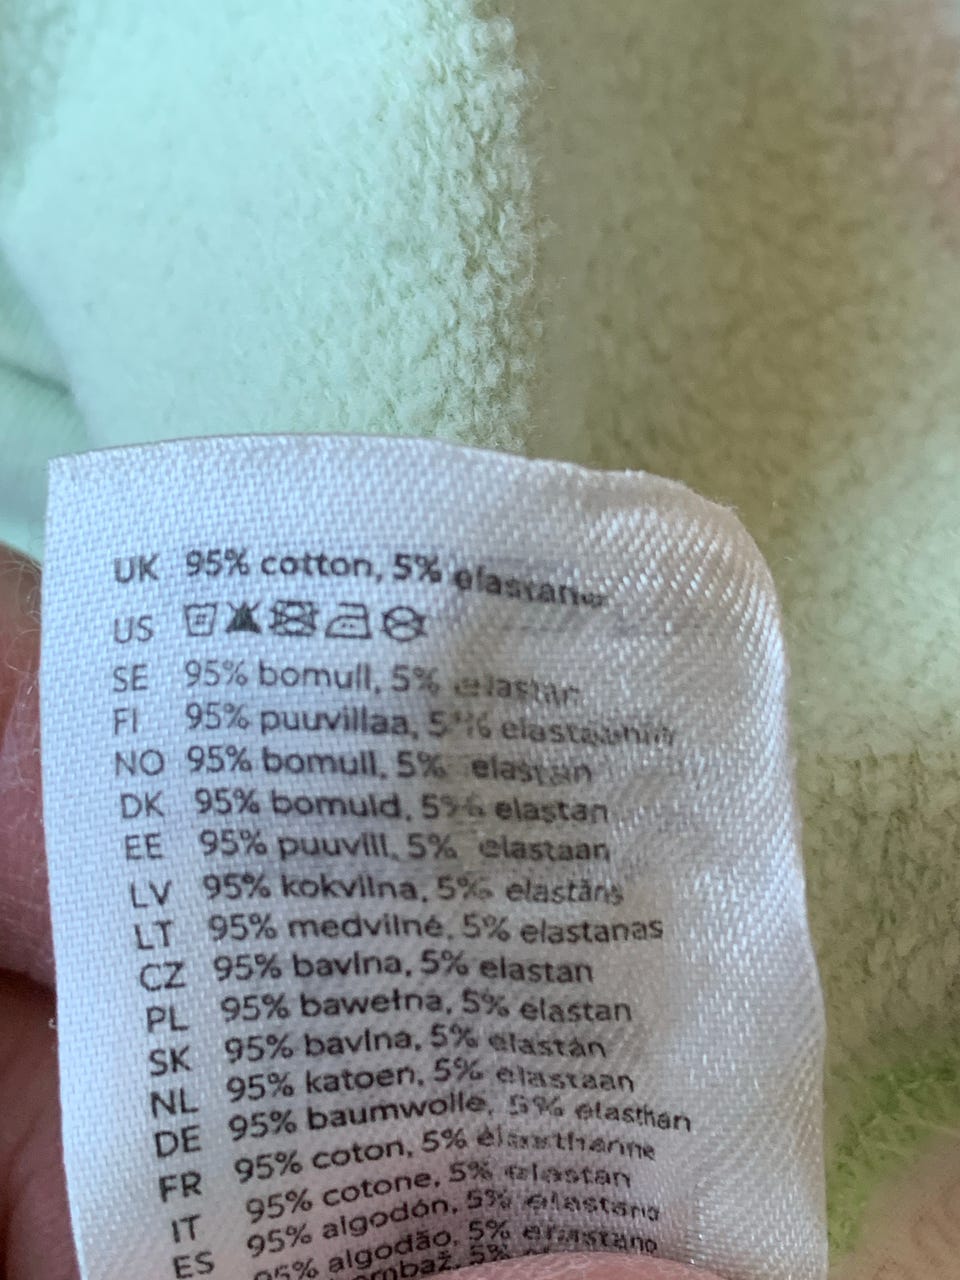 UK 95% cotton, 5% elastane
US
SE 95% bomull, 5% elastan
FI 95% puuvillaa, 5% elastaania
NO 95% bomull, 5% elastan
DK 95% bomuld, 5% elastan
EE 95% puuvill, 5% elastaan
LV 95% kokvilna, 5% elastāns
LT 95% medvilnė, 5% elastanas
CZ 95% bavlna, 5% elastan
PL 95% bawełna, 5% elastan
SK 95% bavlna, 5% elastán
NL 95% katoen, 5% elastaan
DE 95% baumwolle, 5% elasthan
FR 95% coton, 5% élasthanne
IT 95% cotone, 5% elastan
ES 95% algodón, 5% elastano
95% algodão, 5% elastano
5%